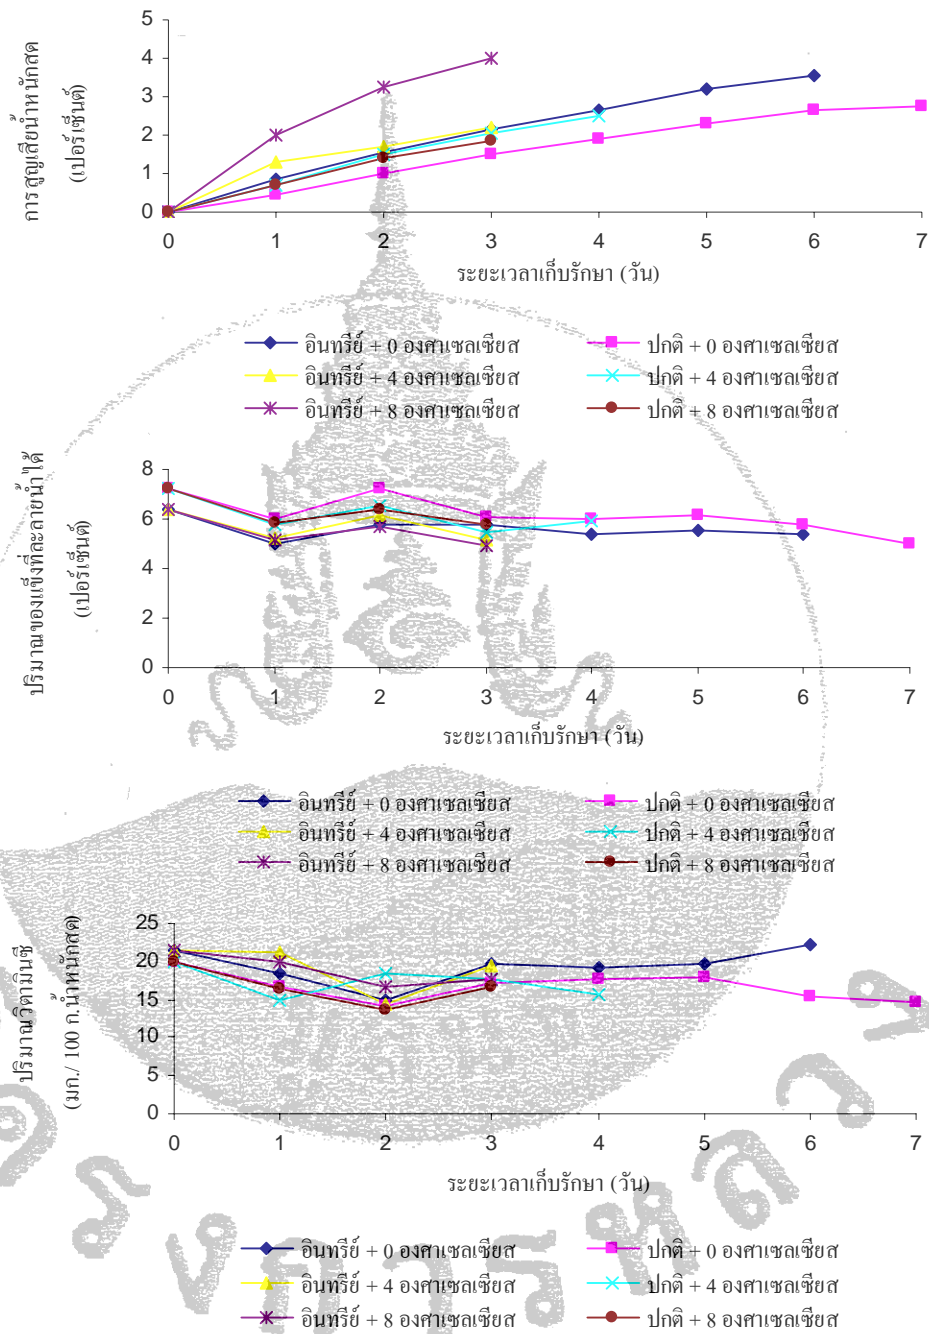 การสูญเสียน้ำหนักสด
(เปอร์เซ็นต์)
5
4
3
2
1
0
0 1 2 3 4 5 6 7
ระยะเวลาเก็บรักษา (วัน)
อินทรีย์ + 0 องศาเซลเซียส ปกติ + 0 องศาเซลเซียส
อินทรีย์ + 4 องศาเซลเซียส ปกติ + 4 องศาเซลเซียส
อินทรีย์ + 8 องศาเซลเซียส ปกติ + 8 องศาเซลเซียส
ปริมาณของแข็งที่ละลายน้ำได้
(เปอร์เซ็นต์)
8
6
4
2
0
0 1 2 3 4 5 6 7
ระยะเวลาเก็บรักษา (วัน)
อินทรีย์ + 0 องศาเซลเซียส ปกติ + 0 องศาเซลเซียส
อินทรีย์ + 4 องศาเซลเซียส ปกติ + 4 องศาเซลเซียส
อินทรีย์ + 8 องศาเซลเซียส ปกติ + 8 องศาเซลเซียส
ปริมาณวิตามินซี
(มก./ 100 ก.น้ำหนักสด)
25
20
15
10
5
0
0 1 2 3 4 5 6 7
ระยะเวลาเก็บรักษา (วัน)
อินทรีย์ + 0 องศาเซลเซียส ปกติ + 0 องศาเซลเซียส
อินทรีย์ + 4 องศาเซลเซียส ปกติ + 4 องศาเซลเซียส
อินทรีย์ + 8 องศาเซลเซียส ปกติ + 8 องศาเซลเซียส